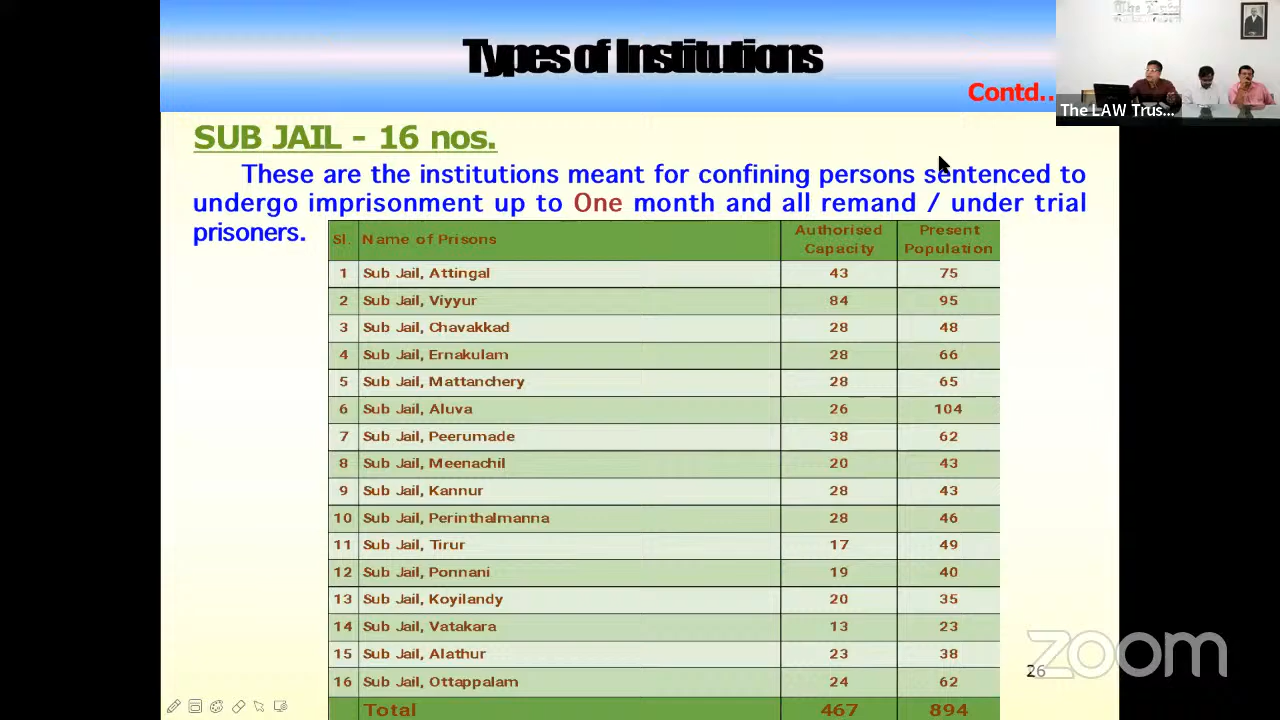 Types of Institutions
Contd..
The LAW Trus...
SUB JAIL - 16 nos.
These are the institutions meant for confining persons sentenced to
undergo imprisonment up to One month and all remand / under trial
prisoners.
Sl. Name of Prisons Authorised Capacity Present Population
1 Sub Jail, Attingal 43 75
2 Sub Jail, Viyyur 84 95
3 Sub Jail, Chavakkad 28 48
4 Sub Jail, Ernakulam 28 66
5 Sub Jail, Mattanchery 28 65
6 Sub Jail, Aluva 26 104
7 Sub Jail, Peerumade 38 62
8 Sub Jail, Meenachil 20 43
9 Sub Jail, Kannur 28 43
10 Sub Jail, Perinthalmanna 28 46
11 Sub Jail, Tirur 17 49
12 Sub Jail, Ponnani 19 40
13 Sub Jail, Koyilandy 20 35
14 Sub Jail, Vatakara 13 23
15 Sub Jail, Alathur 23 38
16 Sub Jail, Ottappalam 24 62
Total 467 894
26
zoom